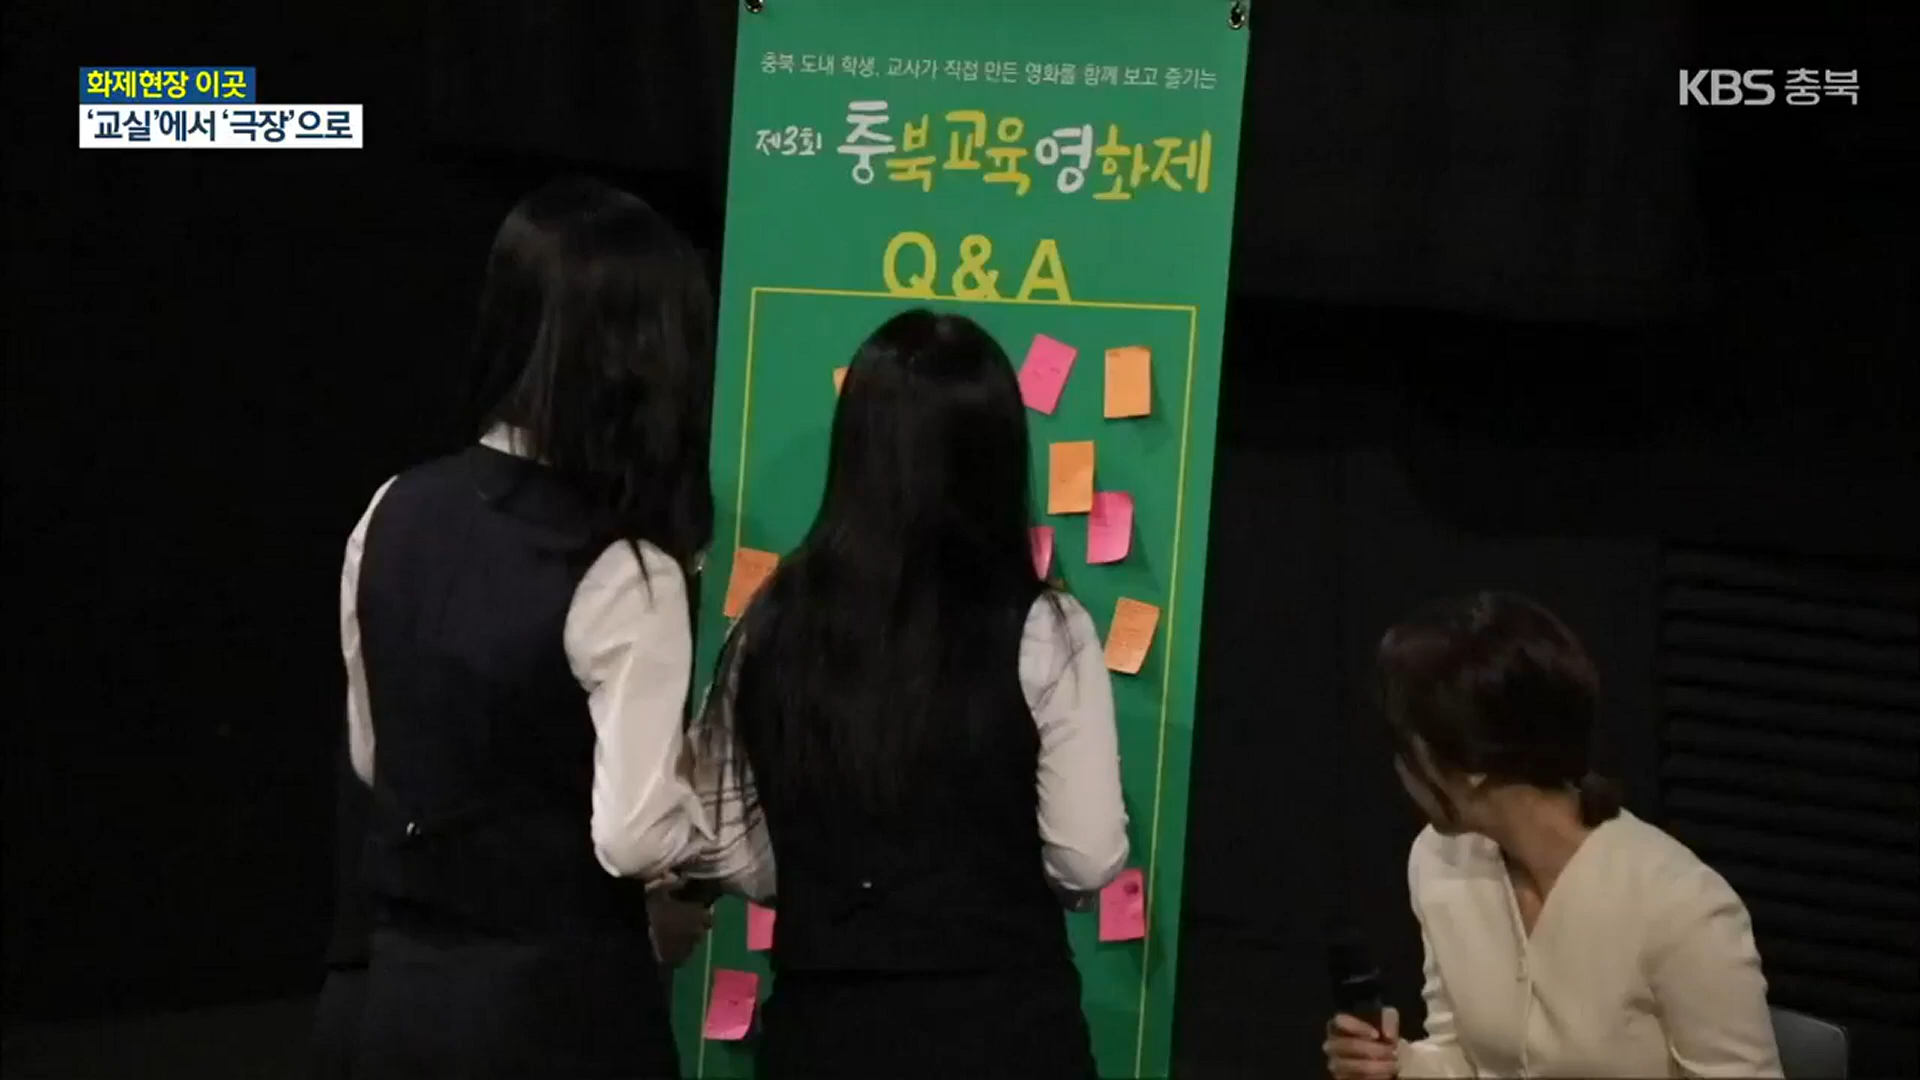 화제현장 이곳
‘교실’에서 ‘극장’으로
KBS 충북
충북 도내 학생, 교사가 직접 만든 영화를 함께 보고 즐기는
제3회 충북교육영화제
Q&A